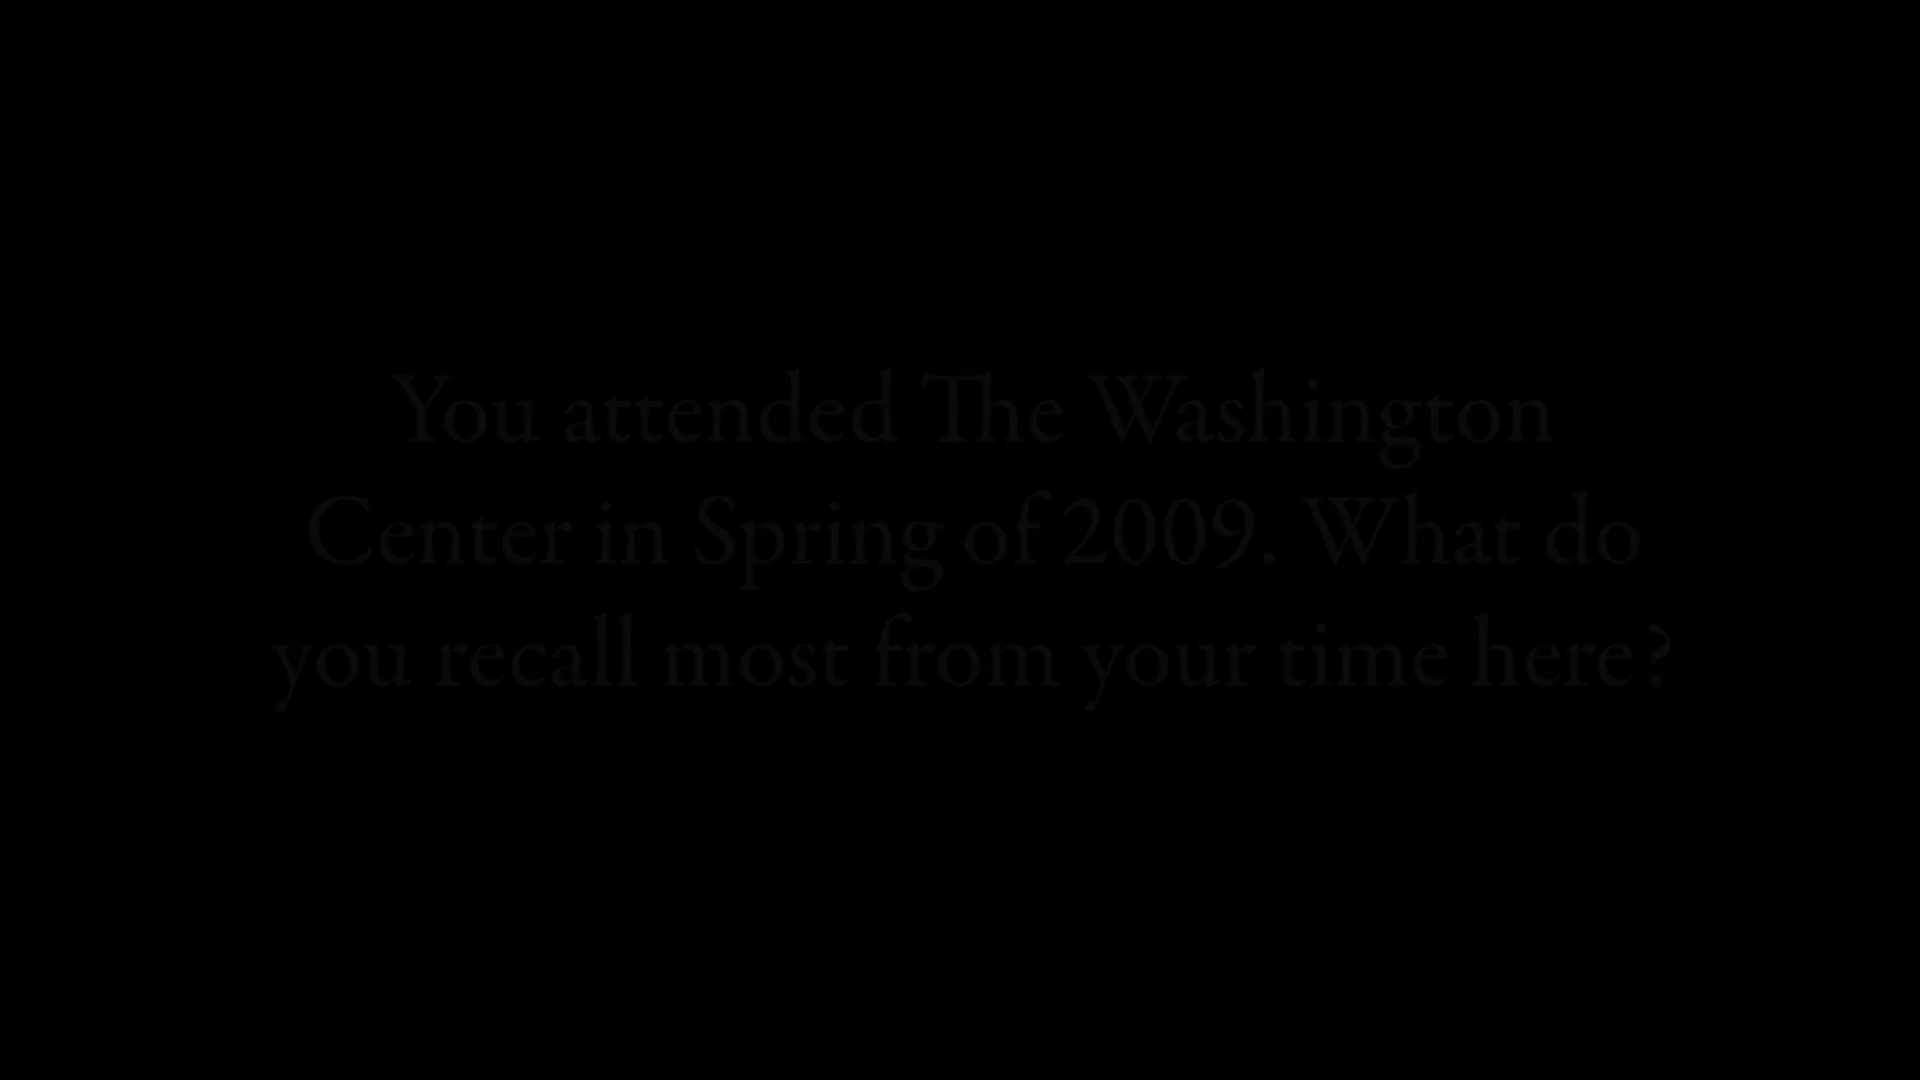 You attended The Washington
Center in Spring of 2009. What do
you recall most from your time here?